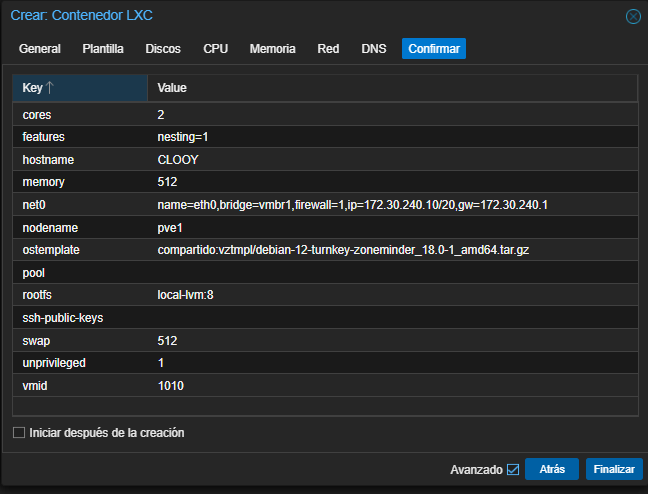 Crear: Contenedor LXC
General Plantilla Discos CPU Memoria Red DNS Confirmar
Key ↑ Value
cores 2
features nesting=1
hostname CLOOY
memory 512
net0 name=eth0,bridge=vmbr1,firewall=1,ip=172.30.240.10/20,gw=172.30.240.1
nodename pve1
ostemplate compartido:vztmpl/debian-12-turnkey-zoneminder_18.0-1_amd64.tar.gz
pool
rootfs local-lvm:8
ssh-public-keys
swap 512
unprivileged 1
vmid 1010
Iniciar después de la creación
Avanzado Atrás Finalizar